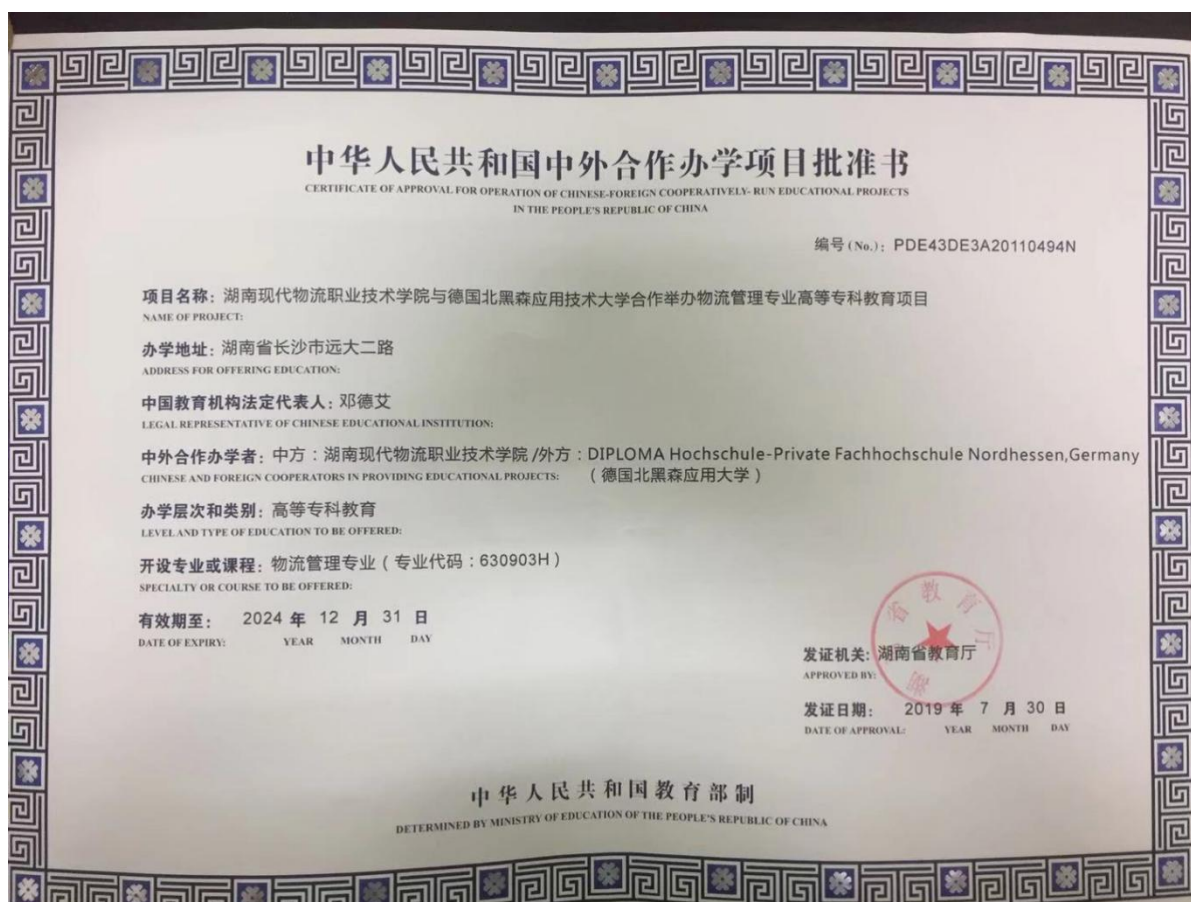 中华人民共和国中外合作办学项目批准书
CERTIFICATE OF APPROVAL FOR OPERATION OF CHINESE-FOREIGN COOPERATIVELY- RUN EDUCATIONAL PROJECTS
IN THE PEOPLE'S REPUBLIC OF CHINA
编号(No.): PDE43DE3A20110494N
项目名称: 湖南现代物流职业技术学院与德国北黑森应用技术大学合作举办物流管理专业高等专科教育项目
NAME OF PROJECT:
办学地址: 湖南省长沙市远大二路
ADDRESS FOR OFFERING EDUCATION:
中国教育机构法定代表人: 邓德艾
LEGAL REPRESENTATIVE OF CHINESE EDUCATIONAL INSTITUTION:
中外合作办学者: 中方：湖南现代物流职业技术学院 /外方：DIPLOMA Hochschule-Private Fachhochschule Nordhessen,Germany
CHINESE AND FOREIGN COOPERATORS IN PROVIDING EDUCATIONAL PROJECTS: （德国北黑森应用大学）
办学层次和类别: 高等专科教育
LEVEL AND TYPE OF EDUCATION TO BE OFFERED:
开设专业或课程: 物流管理专业（专业代码：630903H）
SPECIALTY OR COURSE TO BE OFFERED:
有效期至: 2024 年 12 月 31 日
DATE OF EXPIRY: YEAR MONTH DAY
湖南省教育厅
发证机关: 湖南省教育厅
APPROVED BY:
发证日期: 2019 年 7 月 30 日
DATE OF APPROVAL: YEAR MONTH DAY
中华人民共和国教育部制
DETERMINED BY MINISTRY OF EDUCATION OF THE PEOPLE'S REPUBLIC OF CHINA